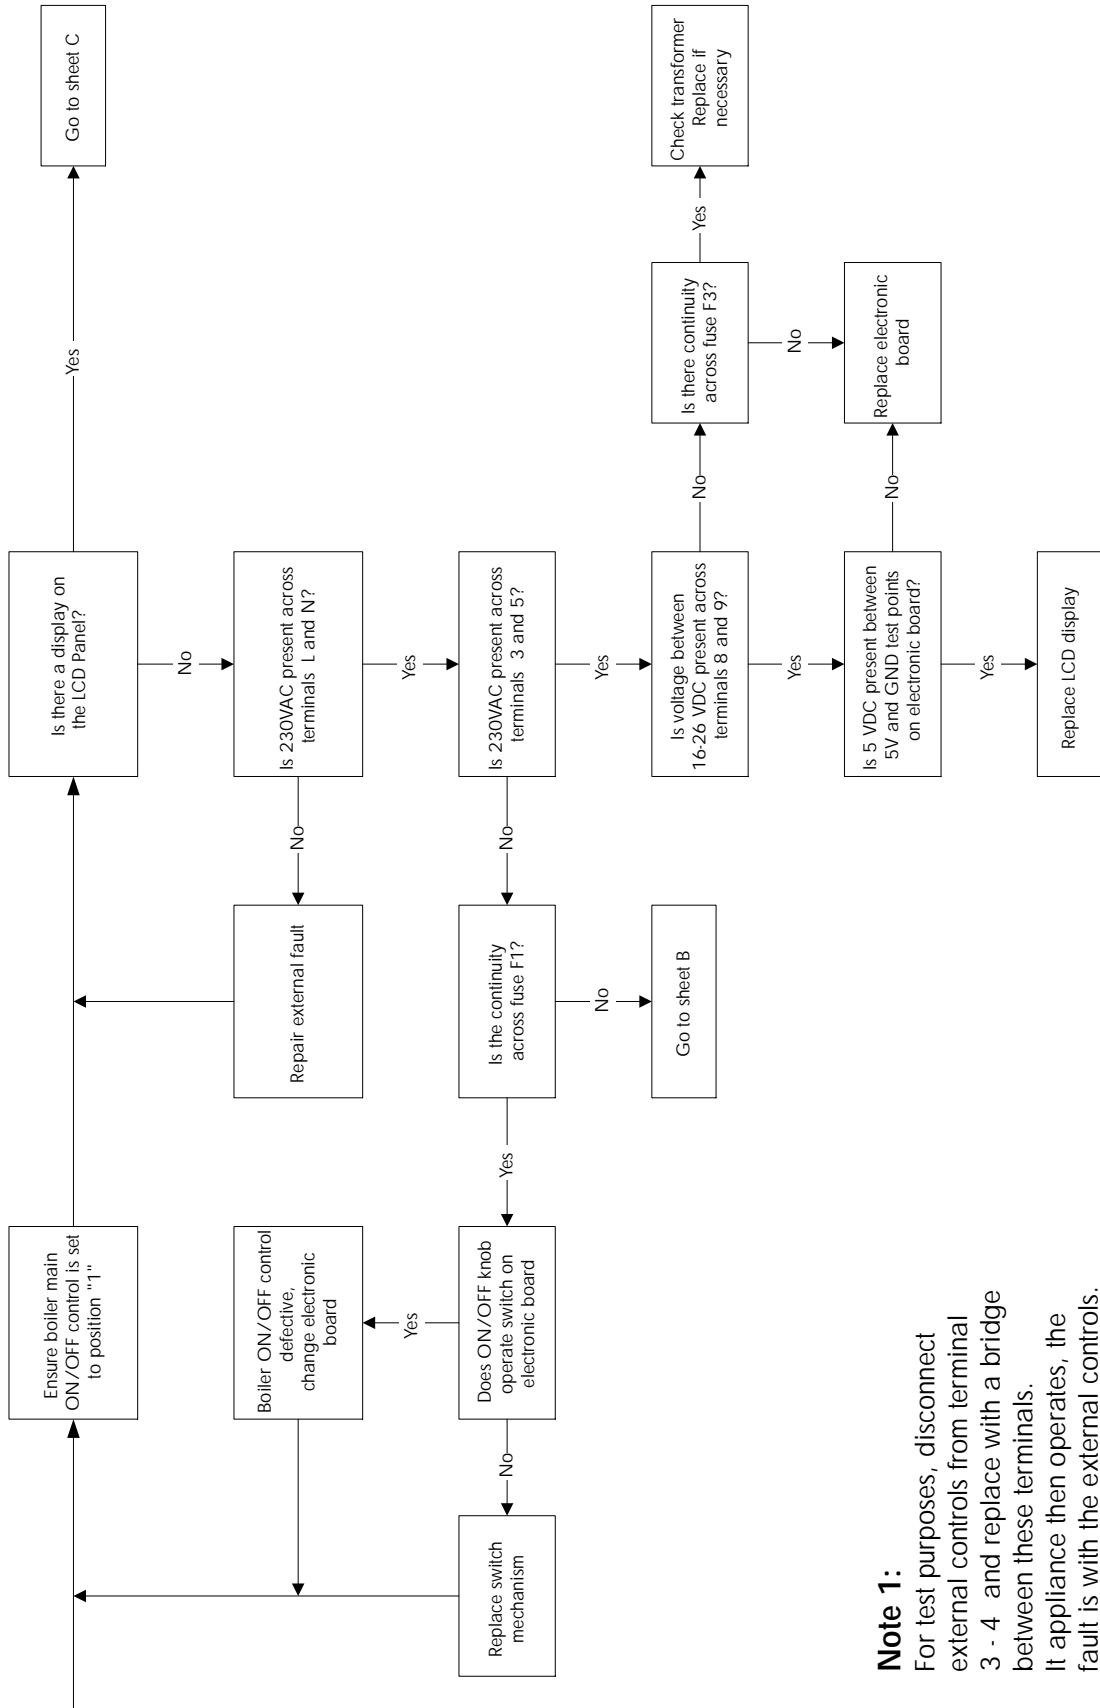 Ensure boiler main
ON/OFF control is set
to position "1"
Is there a display on
the LCD Panel?
Yes
Go to sheet C
No
Boiler ON/OFF control
defective,
change electronic
board
Repair external fault
No
Is 230VAC present across
terminals L and N?
Yes
Yes
Replace switch
mechanism
No
Does ON/OFF knob
operate switch on
electronic board
Yes
Is the continuity
across fuse F1?
No
Is 230VAC present across
terminals 3 and 5?
No
Yes
Go to sheet B
Is voltage between
16-26 VDC present across
terminals 8 and 9?
No
Is there continuity
across fuse F3?
Yes
Check transformer
Replace if
necessary
Yes
No
Is 5 VDC present between
5V and GND test points
on electronic board?
No
Replace electronic
board
Yes
Replace LCD display
Note 1:
For test purposes, disconnect
external controls from terminal
3 - 4 and replace with a bridge
between these terminals.
It appliance then operates, the
fault is with the external controls.